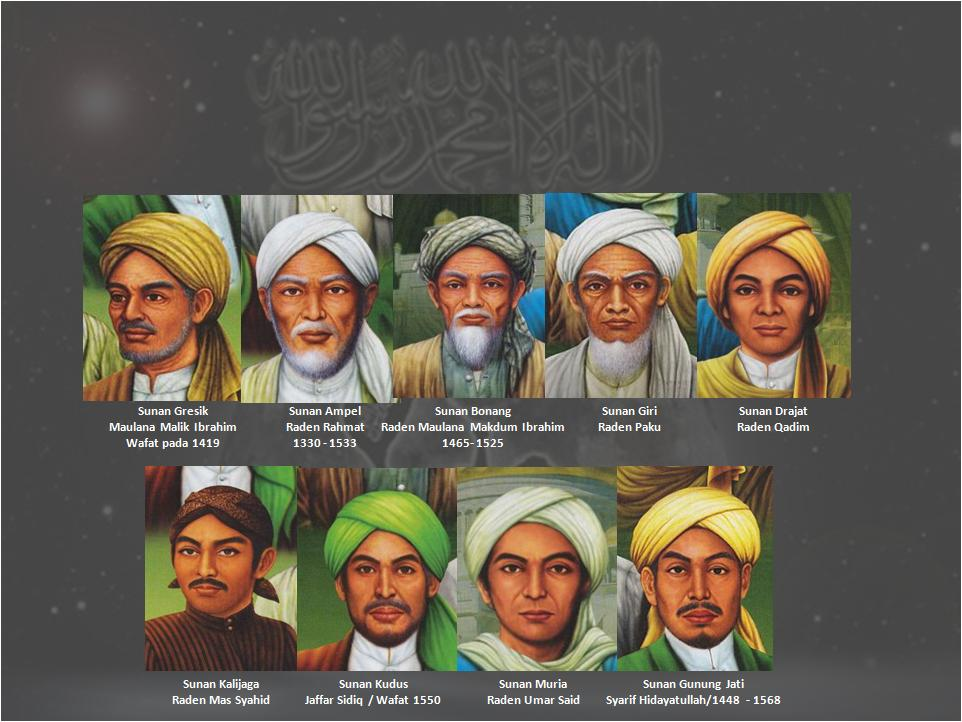 لا إله إلا الله محمد رسول الله
Sunan Gresik
Maulana Malik Ibrahim
Wafat pada 1419
Sunan Ampel
Raden Rahmat
1330 - 1533
Sunan Bonang
Raden Maulana Makdum Ibrahim
1465- 1525
Sunan Giri
Raden Paku
Sunan Drajat
Raden Qadim
Sunan Kalijaga
Raden Mas Syahid
Sunan Kudus
Jaffar Sidiq / Wafat 1550
Sunan Muria
Raden Umar Said
Sunan Gunung Jati
Syarif Hidayatullah/1448 - 1568